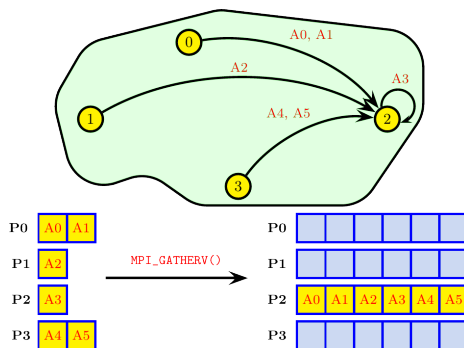 0
A0, A1
A2
A3
1
2
A4, A5
3
P0 A0 A1
P1 A2
P2 A3
P3 A4 A5
MPI_GATHERV()
P0
P1
P2 A0 A1 A2 A3 A4 A5
P3